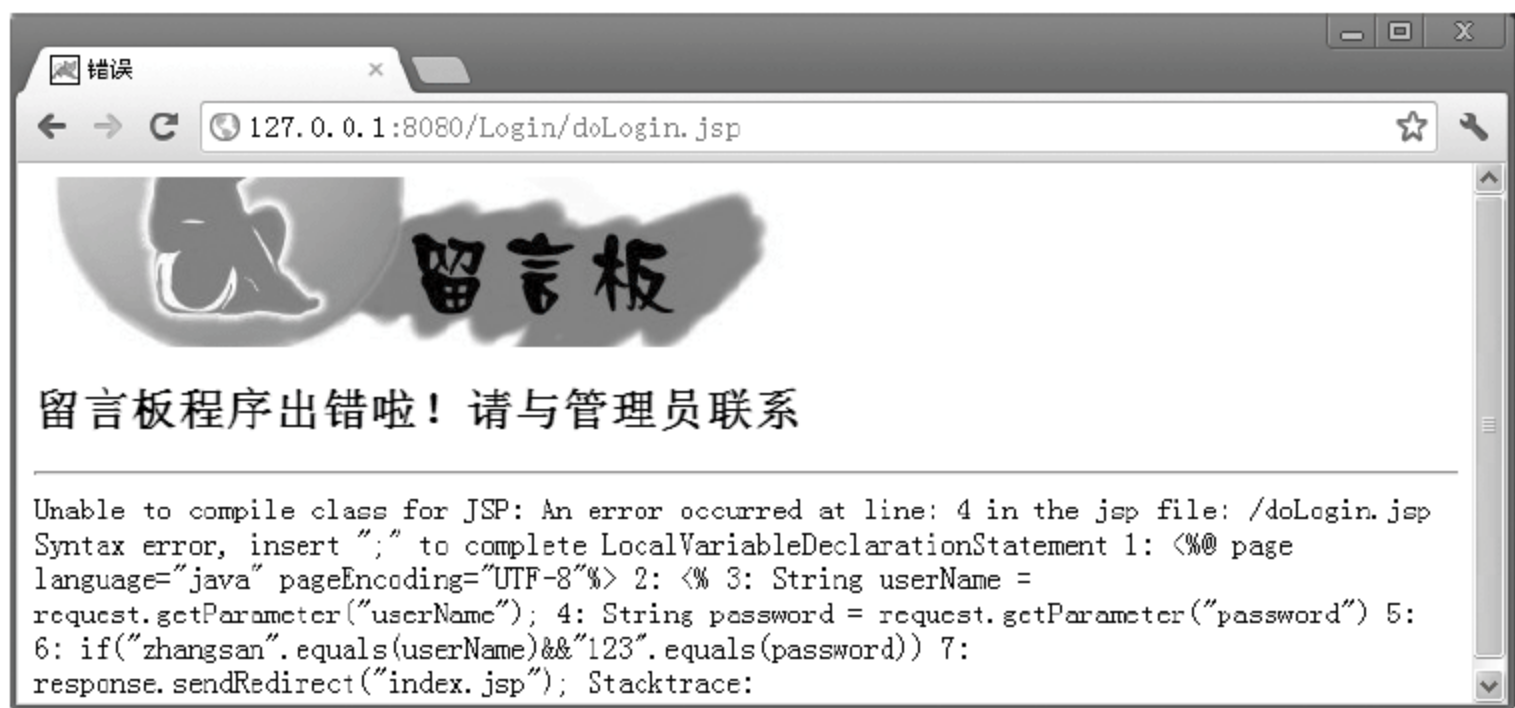 错误
127.0.0.1:8080/Login/doLogin.jsp
留言板
留言板程序出错啦！请与管理员联系
Unable to compile class for JSP: An error occurred at line: 4 in the jsp file: /doLogin.jsp
Syntax error, insert ";" to complete LocalVariableDeclarationStatement 1: <%@ page
language="java" pageEncoding="UTF-8"%> 2: <% 3: String userName =
request.getParameter("userName"); 4: String password = request.getParameter("password") 5:
6: if("zhangsan".equals(userName)&&"123".equals(password)) 7:
response.sendRedirect("index.jsp"); Stacktrace: